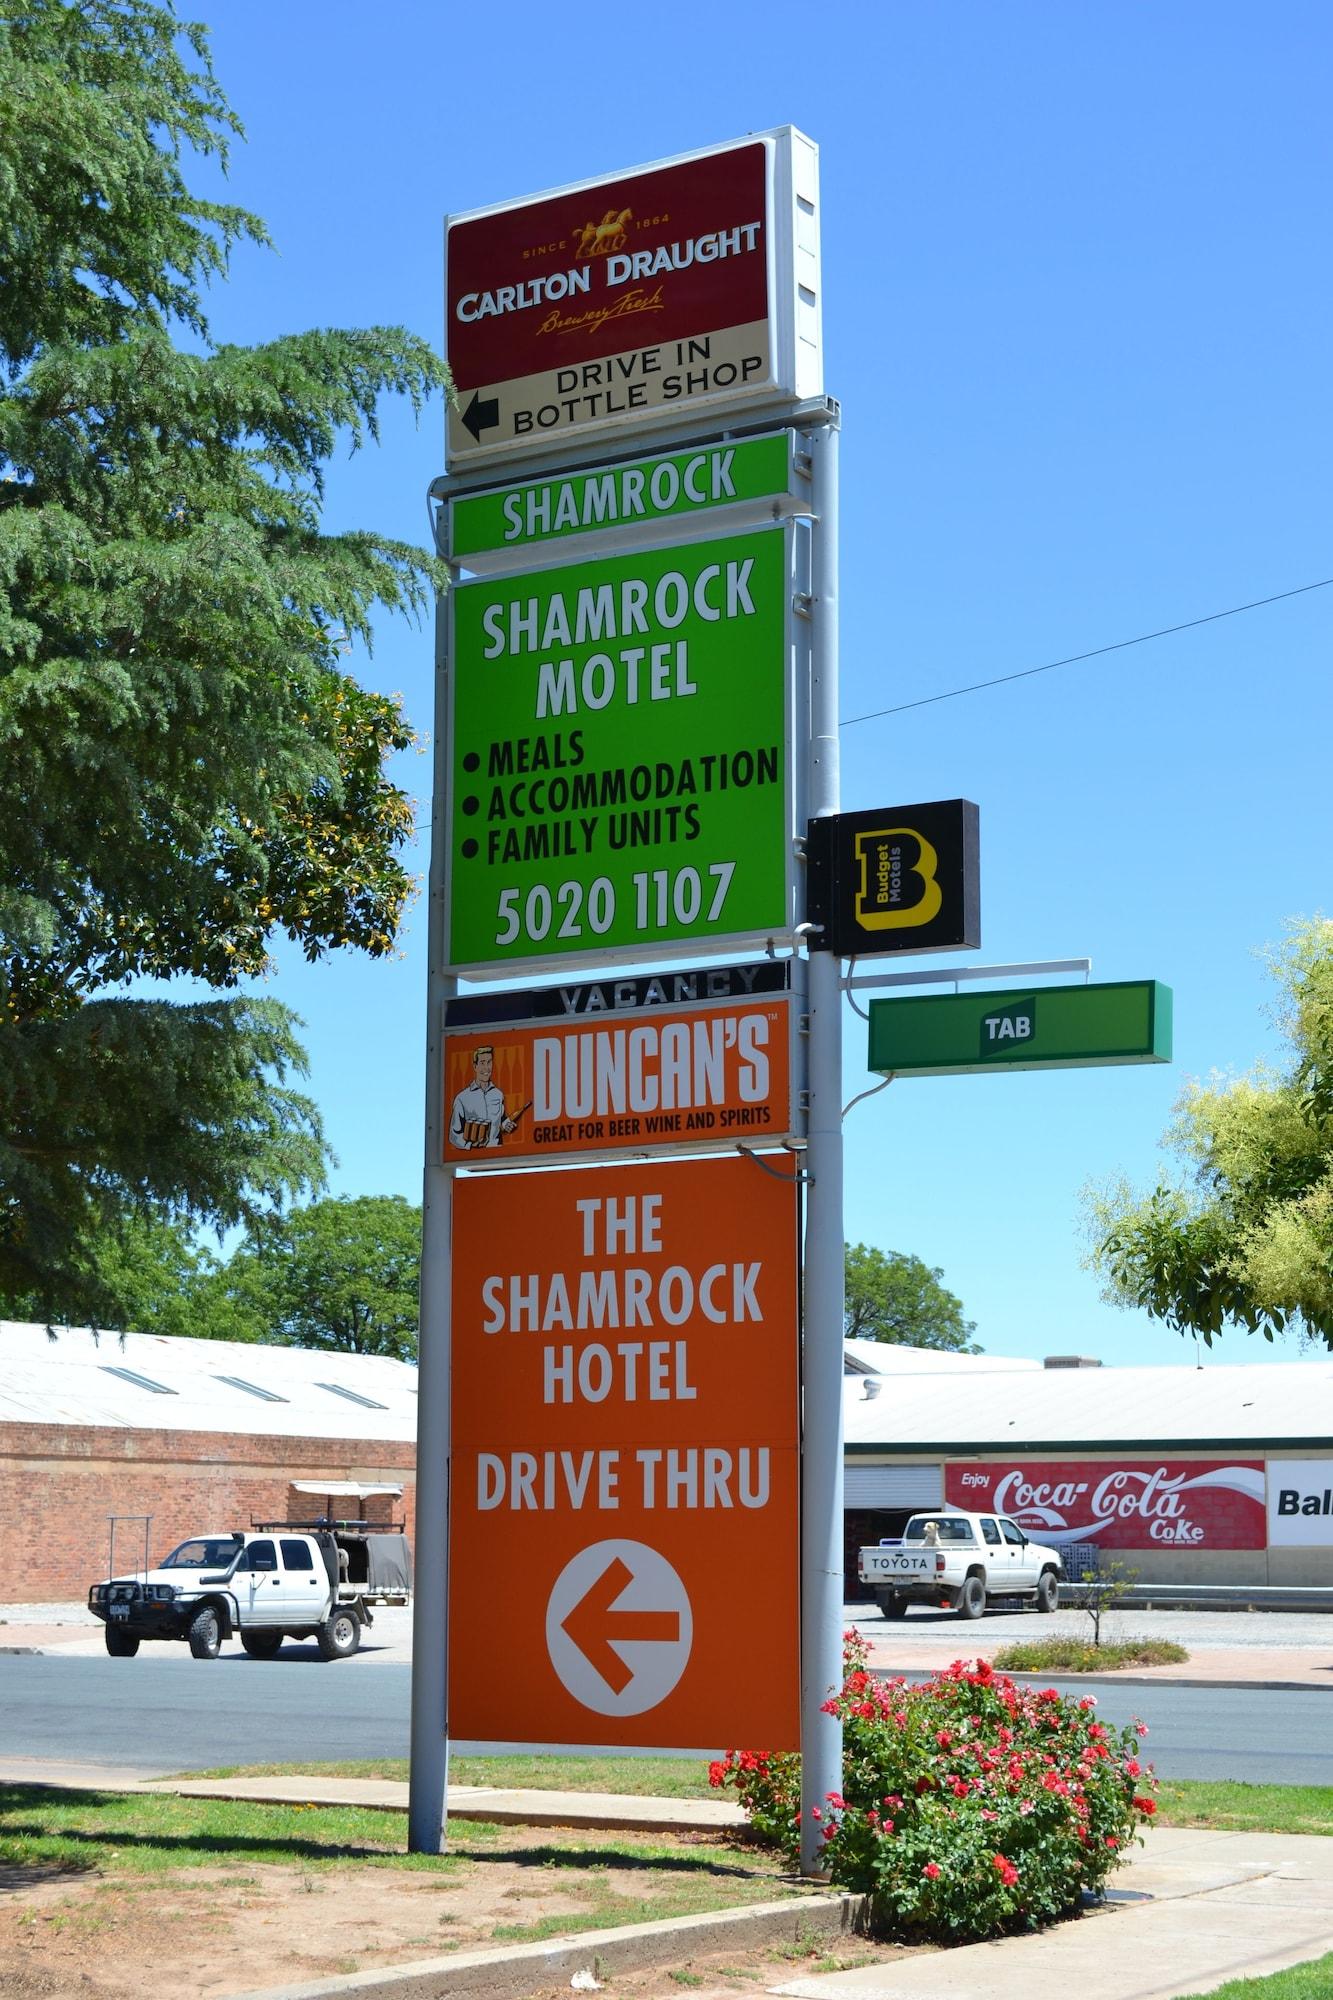 SINCE 1864
CARLTON DRAUGHT
Brewery Fresh
DRIVE IN
BOTTLE SHOP
SHAMROCK
SHAMROCK
MOTEL
• MEALS
• ACCOMMODATION
• FAMILY UNITS
5020 1107
B
Budget
Motels
VACANCY
TAB
DUNCAN'S™
GREAT FOR BEER WINE AND SPIRITS
THE
SHAMROCK
HOTEL
DRIVE THRU
Enjoy
Coca-Cola
Coke
TOYOTA